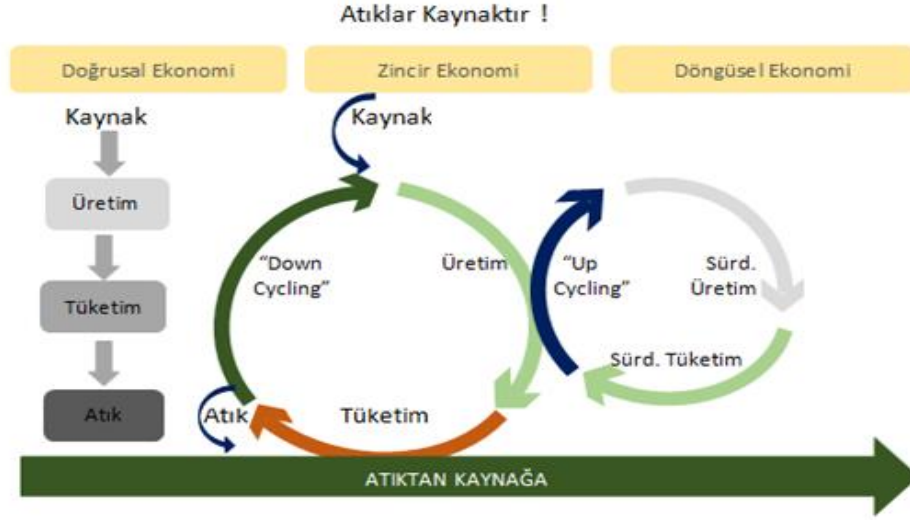 Atıklar Kaynaktır !
Doğrusal Ekonomi
Zincir Ekonomi
Döngüsel Ekonomi
Kaynak
Üretim
Tüketim
Atık
Kaynak
"Down
Cycling"
Üretim
Atık
Tüketim
"Up
Cycling"
Sürd.
Üretim
Sürd. Tüketim
ATIKTAN KAYNAĞA